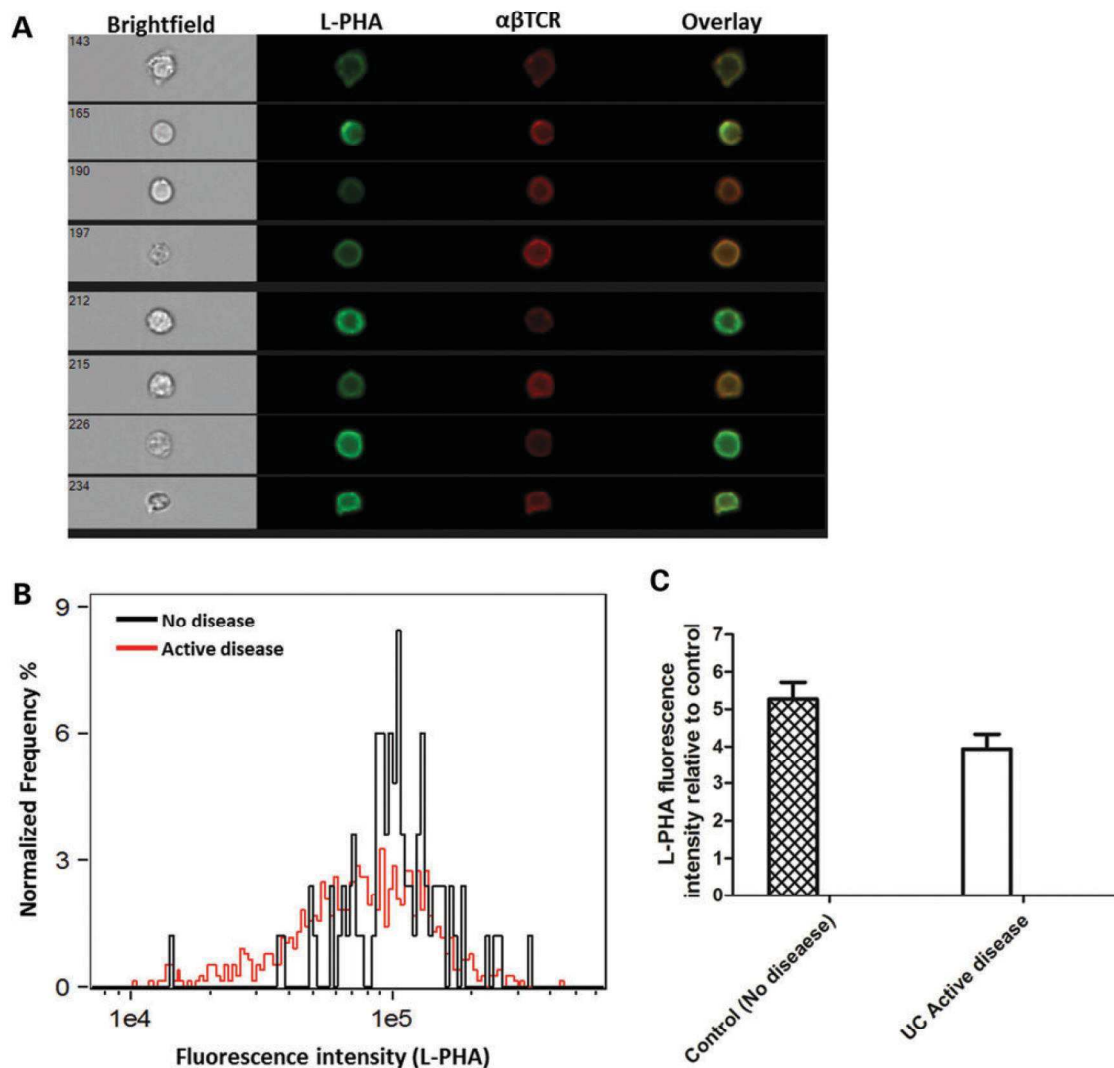 A
Brightfield L-PHA αβTCR Overlay
143
165
190
197
212
215
226
234
B
9
6
3
0
Normalized Frequency %
No disease
Active disease
1e4 1e5
Fluorescence intensity (L-PHA)
C
L-PHA fluorescence
intensity relative to control
7
6
5
4
3
2
1
0
Control (No diseaese)
UC Active disease